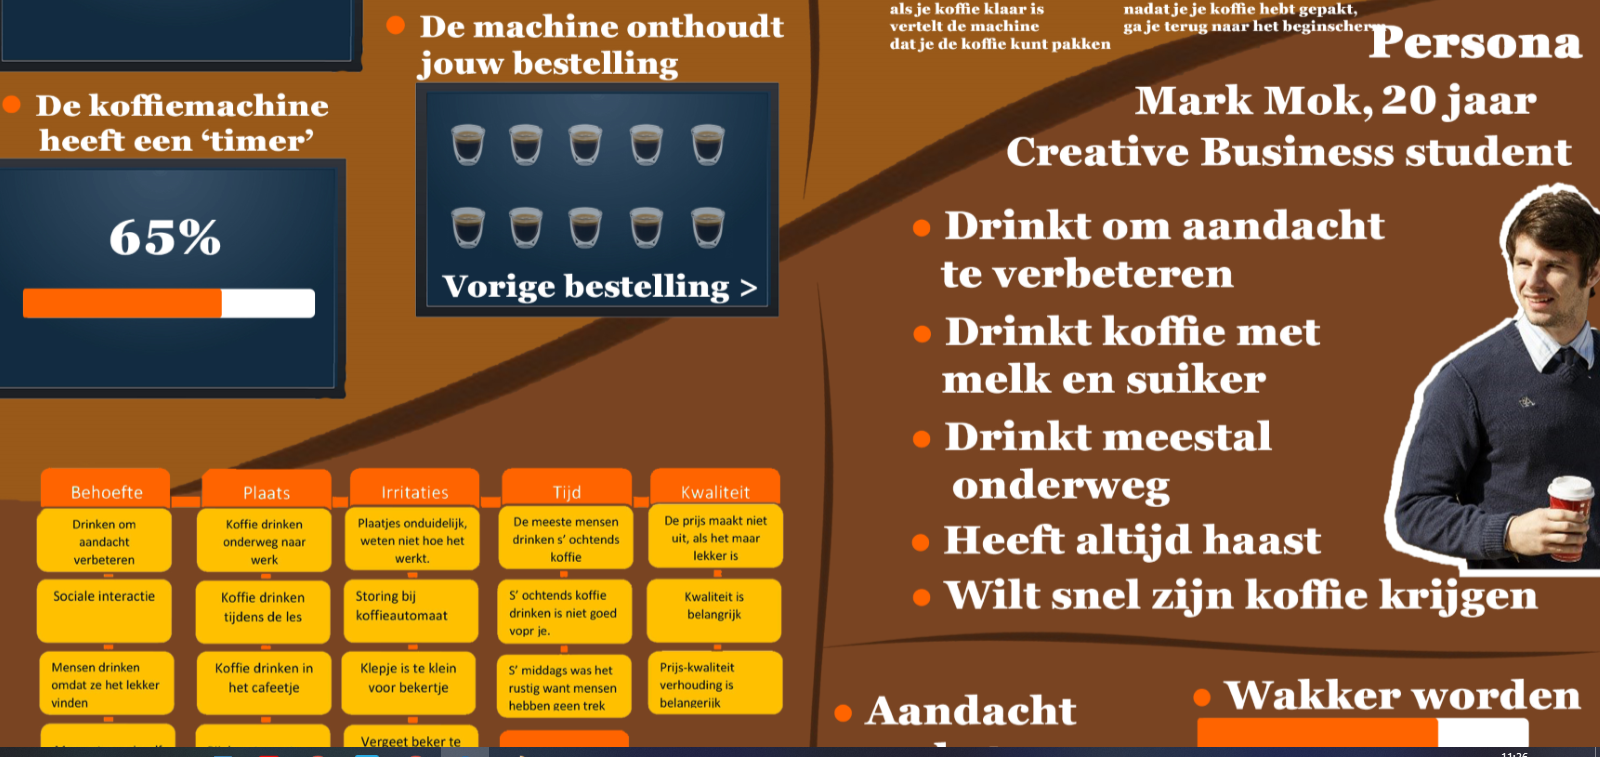 De machine onthoudt
jouw bestelling
Vorige bestelling >
De koffiemachine
heeft een ‘timer’
65%
als je koffie klaar is
vertelt de machine
dat je de koffie kunt pakken
nadat je je koffie hebt gepakt,
ga je terug naar het beginscherm
Persona
Mark Mok, 20 jaar
Creative Business student
Drinkt om aandacht
te verbeteren
Drinkt koffie met
melk en suiker
Drinkt meestal
onderweg
Heeft altijd haast
Wilt snel zijn koffie krijgen
Behoefte
Drinken om
aandacht
verbeteren
Sociale interactie
Mensen drinken
omdat ze het lekker
vinden
Plaats
Koffie drinken
onderweg naar
werk
Koffie drinken
tijdens de les
Koffie drinken in
het cafeetje
Irritaties
Plaatjes onduidelijk,
weten niet hoe het
werkt.
Storing bij
koffieautomaat
Klepje is te klein
voor bekertje
Vergeet beker te
Tijd
De meeste mensen
drinken s’ ochtends
koffie
S’ ochtends koffie
drinken is niet goed
vopr je.
S’ middags was het
rustig want mensen
hebben geen trek
Kwaliteit
De prijs maakt niet
uit, als het maar
lekker is
Kwaliteit is
belangrijk
Prijs-kwaliteit
verhouding is
belangerijk
Aandacht
Wakker worden
11:26